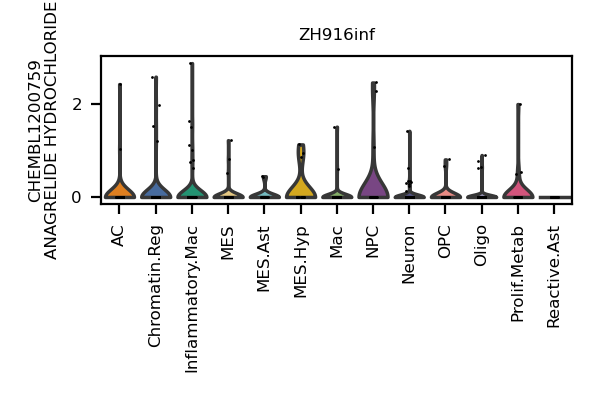 ZH916inf
CHEMBL1200759
ANAGRELIDE HYDROCHLORIDE
2
0
AC
Chromatin.Reg
Inflammatory.Mac
MES
MES.Ast
MES.Hyp
Mac
NPC
Neuron
OPC
Oligo
Prolif.Metab
Reactive.Ast